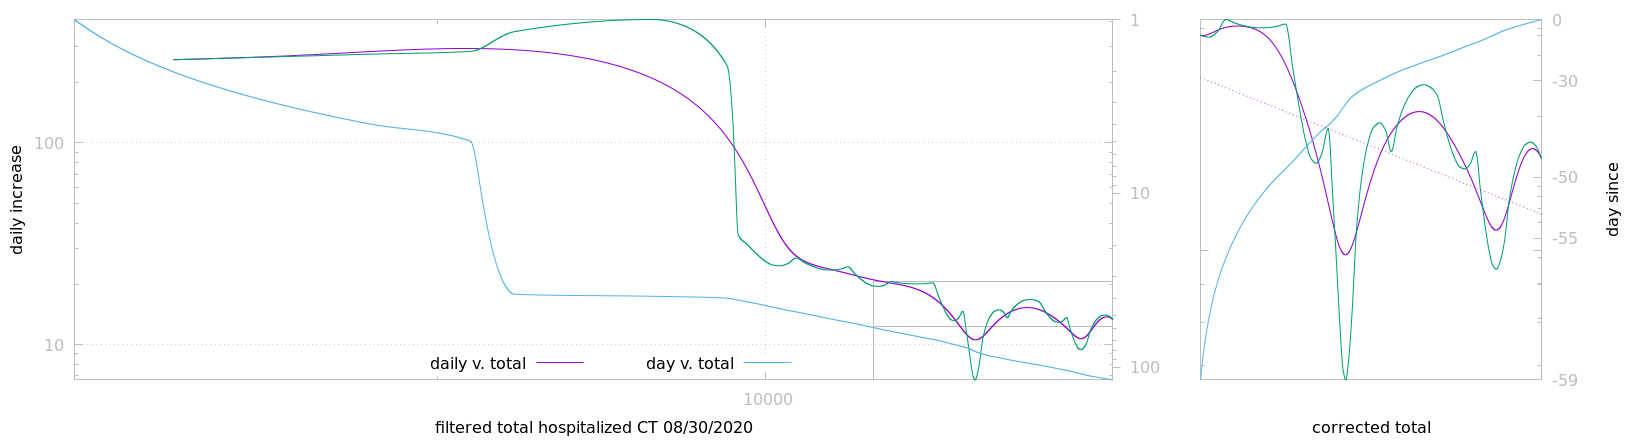 daily increase
100
10
daily v. total
day v. total
10000
1
10
100
filtered total hospitalized CT 08/30/2020
0
-30
-50
-55
-59
day since
corrected total